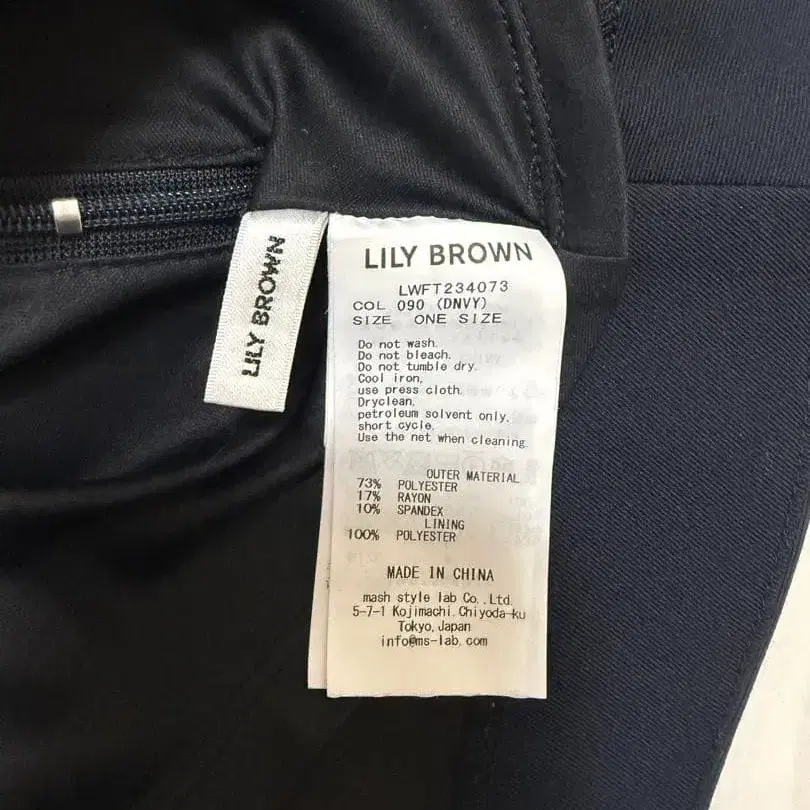 LILY BROWN
LILY BROWN
LWFT234073
COL 090 (DNVY)
SIZE ONE SIZE
Do not wash.
Do not bleach.
Do not tumble dry.
Cool iron,
use press cloth.
Dryclean,
petroleum solvent only,
short cycle.
Use the net when cleaning.
OUTER MATERIAL
73% POLYESTER
17% RAYON
10% SPANDEX
LINING
100% POLYESTER
MADE IN CHINA
mash style lab Co., Ltd.
5-7-1 Kojimachi, Chiyoda-ku
Tokyo, Japan
info@ms-lab.com